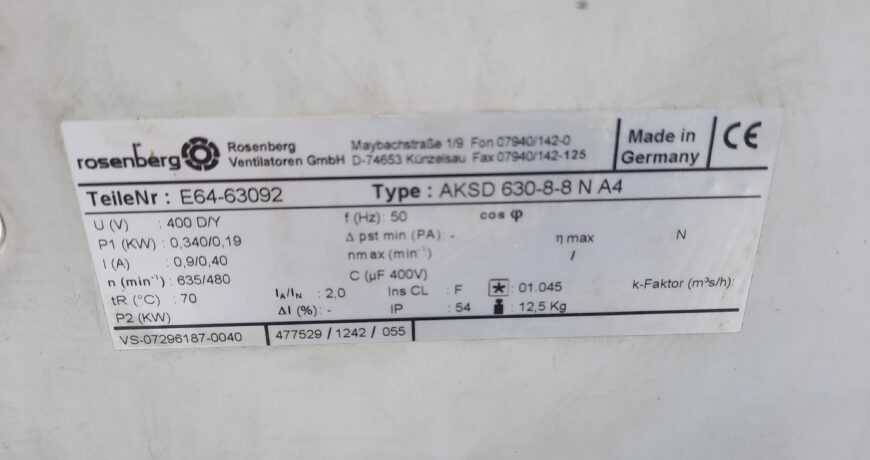 rosenberg Rosenberg Ventilatoren GmbH Maybachstraße 1/9 Fon 07940/142-0 D-74653 Künzelsau Fax 07940/142-125 Made in Germany CE
TeileNr : E64-63092 Type : AKSD 630-8-8 N A4
U (V) : 400 D/Y f (Hz): 50 cos φ
P1 (KW) : 0,340/0,19 Δ pst min (PA): - η max N
I (A) : 0,9/0,40 nmax (min⁻¹) /
n (min⁻¹) : 635/480 C (µF 400V) k-Faktor (m³s/h):
tR (°C) : 70 IA/IN : 2,0 Ins CL : F * : 01.045
P2 (KW) ΔI (%): - IP : 54 : 12,5 Kg
VS-07296187-0040 477529 / 1242 / 055